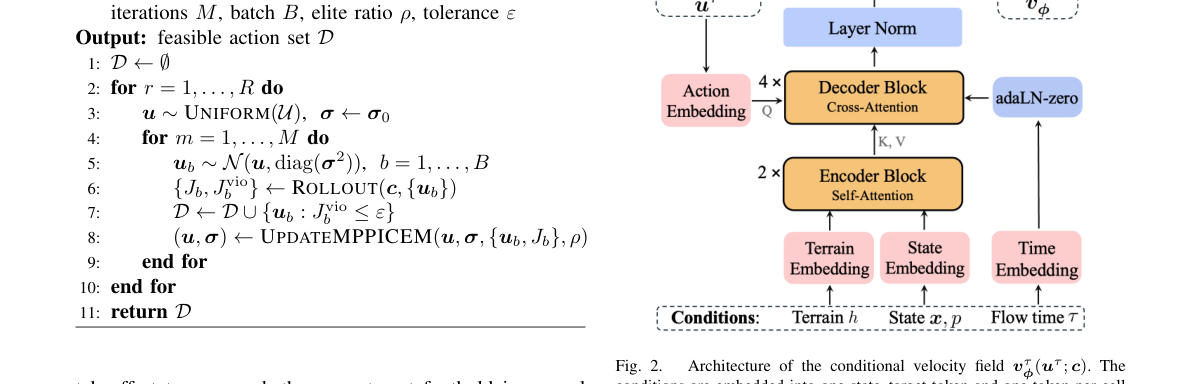 iterations M, batch B, elite ratio ρ, tolerance ε
Output: feasible action set 𝒟
1: 𝒟 ← ∅
2: for r = 1, . . . , R do
3: u ∼ UNIFORM(𝒰), σ ← σ₀
4: for m = 1, . . . , M do
5: u_b ∼ 𝒩(u, diag(σ²)), b = 1, . . . , B
6: {J_b, J_b^vio} ← ROLLOUT(c, {u_b})
7: 𝒟 ← 𝒟 ∪ {u_b : J_b^vio ≤ ε}
8: (u, σ) ← UPDATEMPPICEM(u, σ, {u_b, J_b}, ρ)
9: end for
10: end for
11: return 𝒟
v_ϕ
Layer Norm
Action
Embedding
4 ×
Q
Decoder Block
Cross-Attention
adaLN-zero
K, V
2 ×
Encoder Block
Self-Attention
Terrain
Embedding
State
Embedding
Time
Embedding
Conditions: Terrain h State x, p Flow time τ
Fig. 2. Architecture of the conditional velocity field v_ϕ^τ(u^τ; c). The